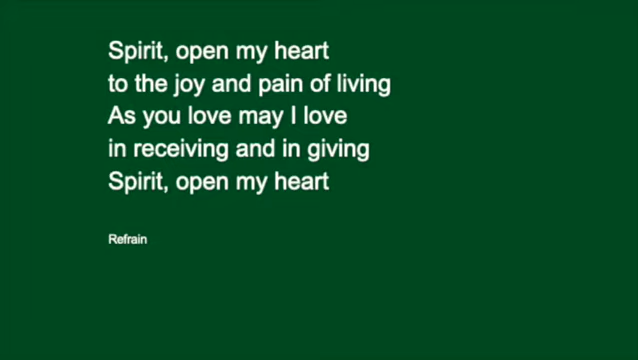 Spirit, open my heart
to the joy and pain of living
As you love may I love
in receiving and in giving
Spirit, open my heart
Refrain